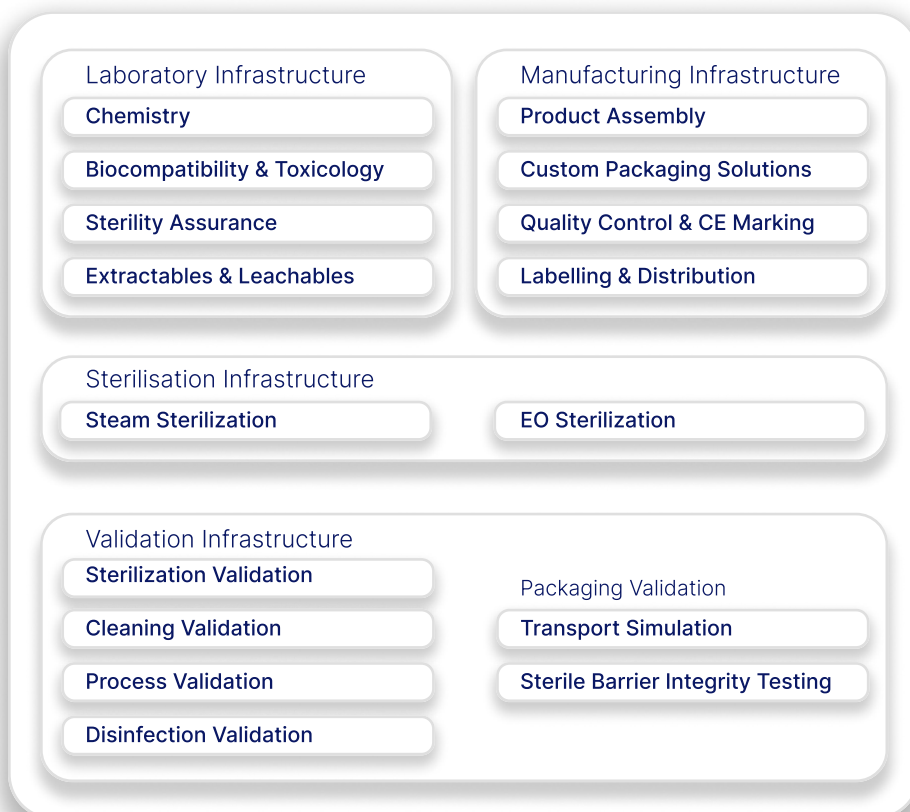 Laboratory Infrastructure
Chemistry
Biocompatibility & Toxicology
Sterility Assurance
Extractables & Leachables
Manufacturing Infrastructure
Product Assembly
Custom Packaging Solutions
Quality Control & CE Marking
Labelling & Distribution
Sterilisation Infrastructure
Steam Sterilization
EO Sterilization
Validation Infrastructure
Sterilization Validation
Cleaning Validation
Process Validation
Disinfection Validation
Packaging Validation
Transport Simulation
Sterile Barrier Integrity Testing